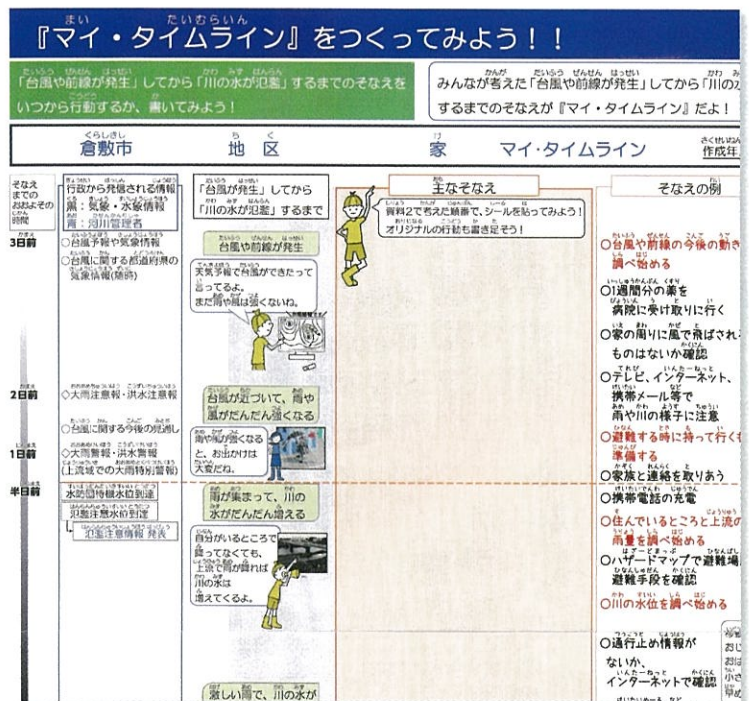 『マイ・タイムライン』をつくってみよう！！
「台風や前線が発生」してから「川の水が氾濫」するまでのそなえを
いつから行動するか、書いてみよう！
みんなが考えた「台風や前線が発生」してから「川の
するまでのそなえが『マイ・タイムライン』だよ！
倉敷市 地区 家 マイ・タイムライン 作成年
そなえ
までの
おおよその
時間
3日前
2日前
1日前
半日前
行政から発信される情報
黒：気象・水象情報
青：河川管理者
○台風予報や気象情報
○台風に関する都道府県の
気象情報(随時)
◇大雨注意報・洪水注意報
○台風に関する今後の見通し
◇大雨警報・洪水警報
(上流域での大雨特別警報)
水防団待機水位到達
氾濫注意水位到達
氾濫注意情報 発表
「台風が発生」してから
「川の水が氾濫」するまで
台風や前線が発生
天気予報で台風ができたって
言ってるよ。
まだ雨や風は強くないね。
台風が近づいて、雨や
風がだんだん強くなる
雨や風が強くなる
と、お出かけは
大変だね。
雨が集まって、川の
水がだんだん増える
自分がいるところで
降ってなくても、
上流で雨が降れば
川の水は
増えてくるよ。
激しい雨で、川の水が
主なそなえ
資料2で考えた順番で、シールを貼ってみよう！
オリジナルの行動も書き足そう！
そなえの例
○台風や前線の今後の動き
調べ始める
○1週間分の薬を
病院に受け取りに行く
○家の周りに風で飛ばされ
ものはないか確認
○テレビ、インターネット、
携帯メール等で
雨や川の様子に注意
○避難する時に持って行く
準備する
○家族と連絡を取りあう
○携帯電話の充電
○住んでいるところと上流の
雨量を調べ始める
○ハザードマップで避難場
避難手段を確認
○川の水位を調べ始める
○通行止め情報が
ないか、
インターネットで確認